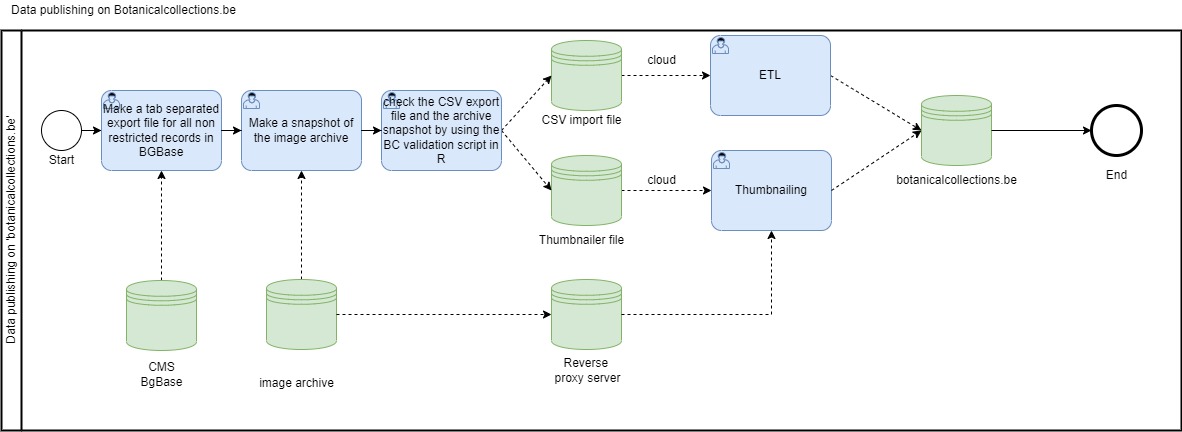 Data publishing on Botanicalcollections.be
Data publishing on 'botanicalcollections.be'
Start
Make a tab separated
export file for all non
restricted records in
BGBase
Make a snapshot of
the image archive
check the CSV export
file and the archive
snapshot by using the
BC validation script in
R
CSV import file
cloud
ETL
Thumbnailer file
cloud
Thumbnailing
botanicalcollections.be
End
CMS
BgBase
image archive
Reverse
proxy server